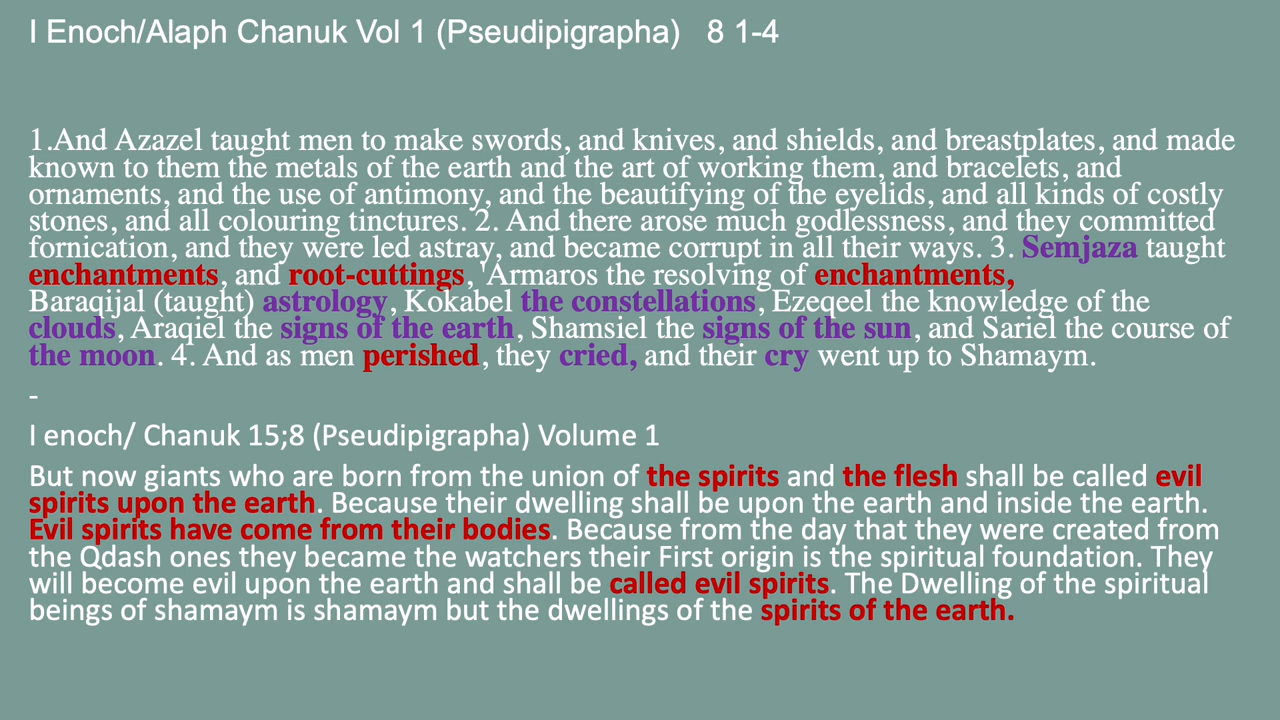 I Enoch/Alaph Chanuk Vol 1 (Pseudipigrapha)   8 1-4
1.And Azazel taught men to make swords, and knives, and shields, and breastplates, and made
known to them the metals of the earth and the art of working them, and bracelets, and
ornaments, and the use of antimony, and the beautifying of the eyelids, and all kinds of costly
stones, and all colouring tinctures. 2. And there arose much godlessness, and they committed
fornication, and they were led astray, and became corrupt in all their ways. 3. Semjaza taught
enchantments, and root-cuttings, 'Armaros the resolving of enchantments,
Baraqijal (taught) astrology, Kokabel the constellations, Ezeqeel the knowledge of the
clouds, Araqiel the signs of the earth, Shamsiel the signs of the sun, and Sariel the course of
the moon. 4. And as men perished, they cried, and their cry went up to Shamaym.
-
I enoch/ Chanuk 15;8 (Pseudipigrapha) Volume 1
But now giants who are born from the union of the spirits and the flesh shall be called evil
spirits upon the earth. Because their dwelling shall be upon the earth and inside the earth.
Evil spirits have come from their bodies. Because from the day that they were created from
the Qdash ones they became the watchers their First origin is the spiritual foundation. They
will become evil upon the earth and shall be called evil spirits. The Dwelling of the spiritual
beings of shamaym is shamaym but the dwellings of the spirits of the earth.